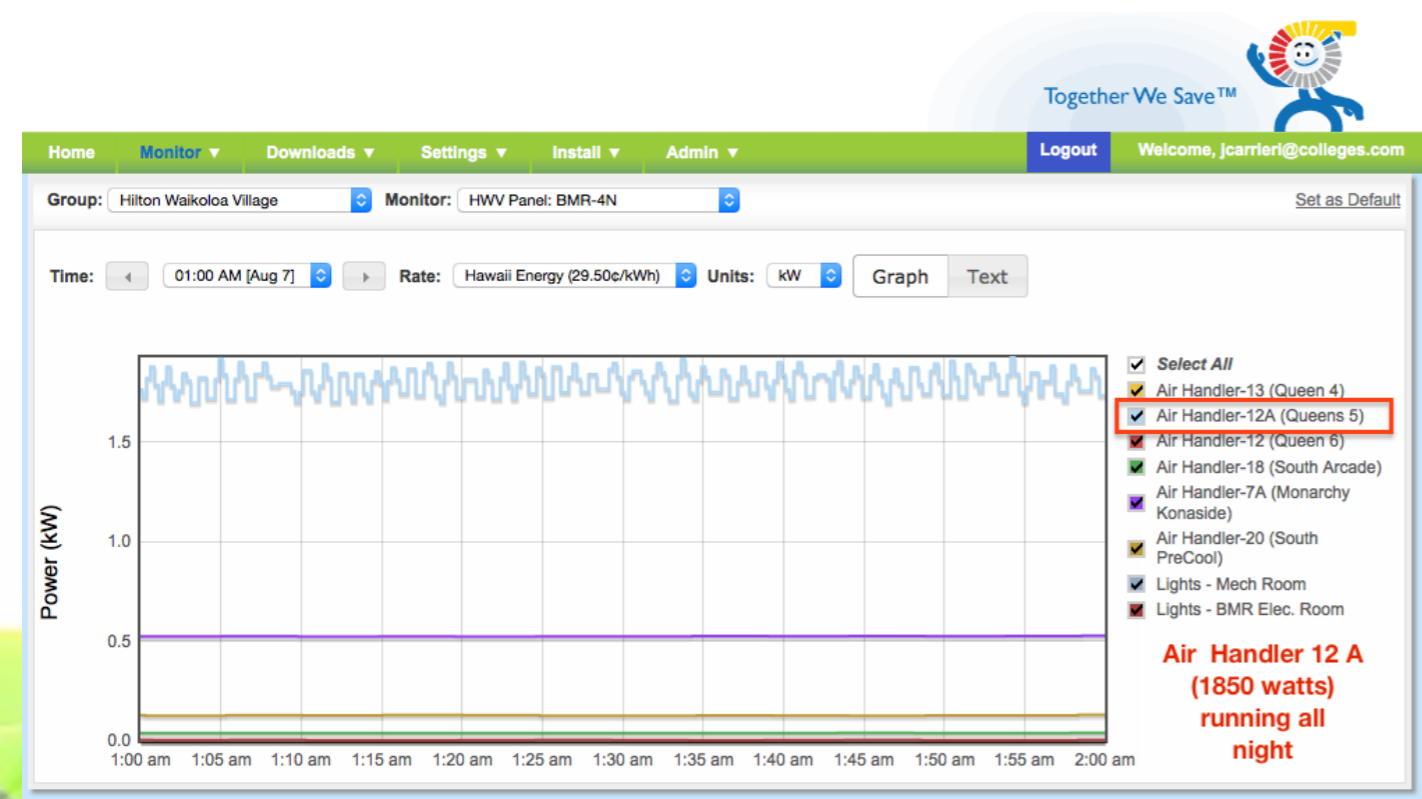 Together We Save™
Home Monitor ▼ Downloads ▼ Settings ▼ Install ▼ Admin ▼ Logout Welcome, jcarrieri@colleges.com
Group: Hilton Waikoloa Village Monitor: HWV Panel: BMR-4N Set as Default
Time: 01:00 AM [Aug 7] Rate: Hawaii Energy (29.50¢/kWh) Units: kW Graph Text
Select All
Air Handler-13 (Queen 4)
Air Handler-12A (Queens 5)
Air Handler-12 (Queen 6)
Air Handler-18 (South Arcade)
Air Handler-7A (Monarchy
Konaside)
Air Handler-20 (South
PreCool)
Lights - Mech Room
Lights - BMR Elec. Room
Air Handler 12 A
(1850 watts)
running all
night
Power (kW)
1.5
1.0
0.5
0.0
1:00 am 1:05 am 1:10 am 1:15 am 1:20 am 1:25 am 1:30 am 1:35 am 1:40 am 1:45 am 1:50 am 1:55 am 2:00 am